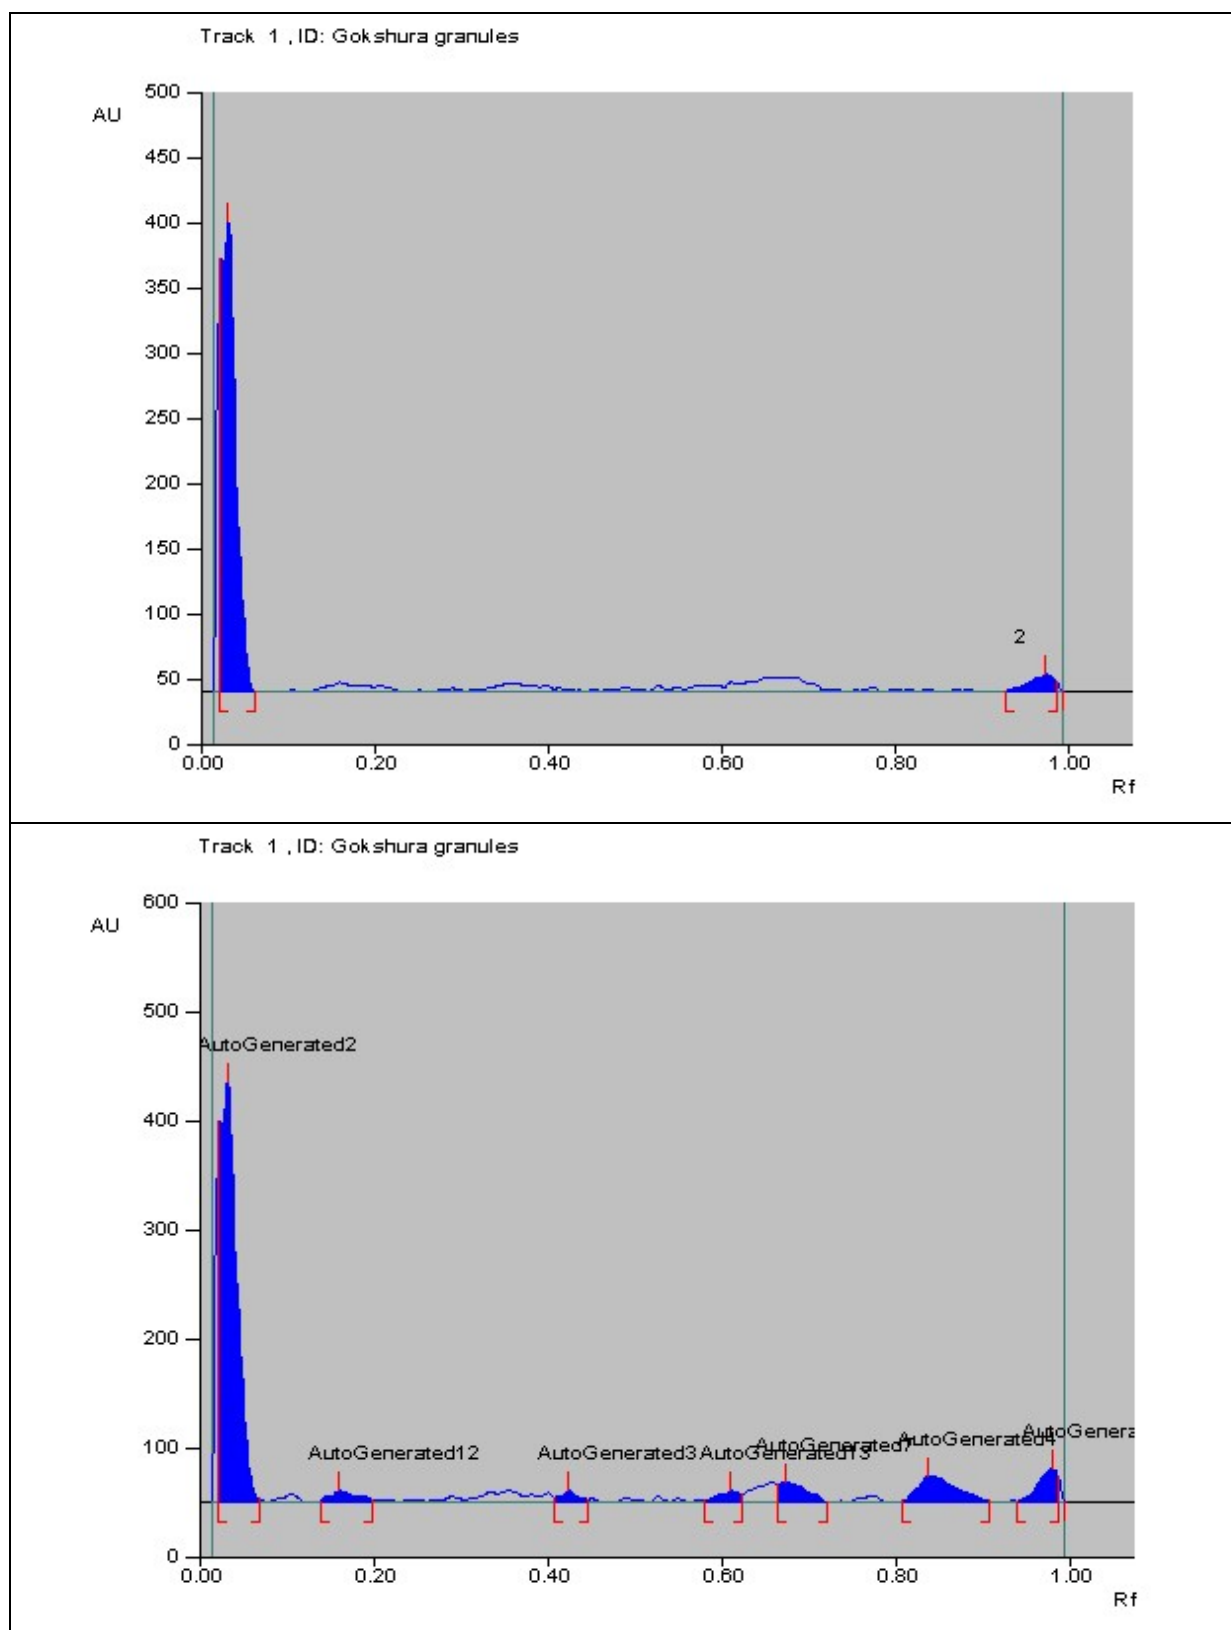 Track 1 , ID: Gokshura granules
500
AU
450
400
350
300
250
200
150
100
2
50
0
0.00 0.20 0.40 0.60 0.80 1.00
Rf
Track 1 , ID: Gokshura granules
600
AU
500
AutoGenerated2
400
300
200
100
AutoGenerated12 AutoGenerated3 AutoGenerated13 AutoGenerated7 AutoGenerated4 AutoGenera
0
0.00 0.20 0.40 0.60 0.80 1.00
Rf